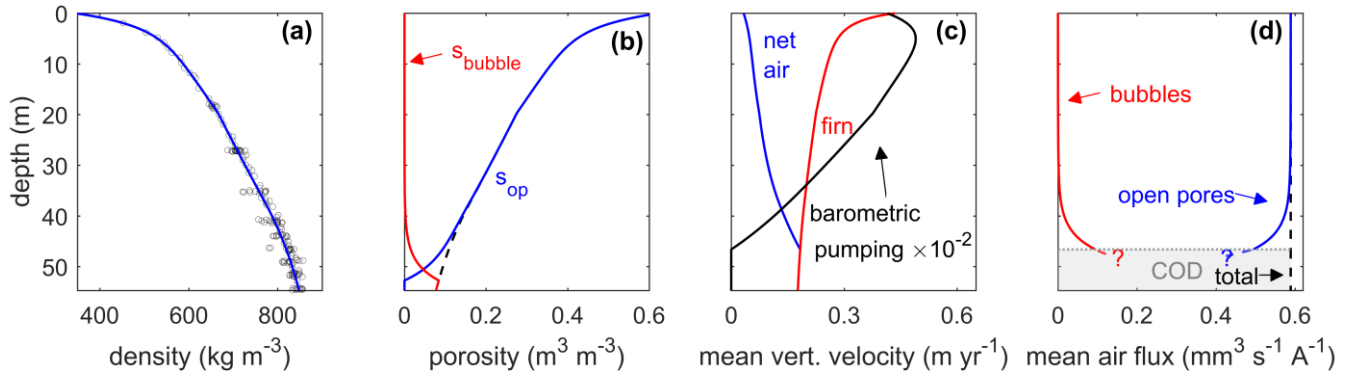 (a)
0
10
20
30
40
50
depth (m)
400
600
800
density (kg m⁻³)
(b)
s_bubble
s_op
0
0.2
0.4
0.6
porosity (m³ m⁻³)
(c)
net
air
firn
barometric
pumping ×10⁻²
0
0.3
0.6
mean vert. velocity (m yr⁻¹)
(d)
bubbles
open pores
?
?
COD
total
0
0.2
0.4
0.6
mean air flux (mm³ s⁻¹ A⁻¹)